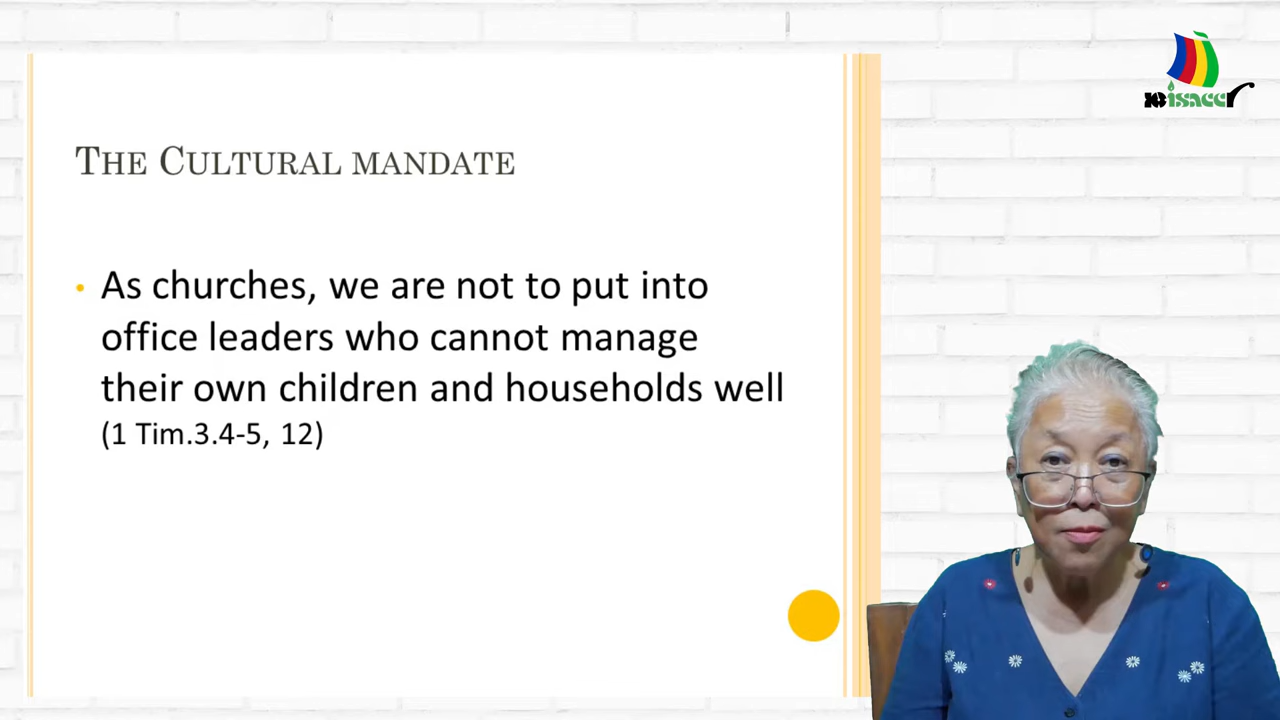 THE CULTURAL MANDATE
• As churches, we are not to put into
office leaders who cannot manage
their own children and households well
(1 Tim.3.4-5, 12)
isaccr